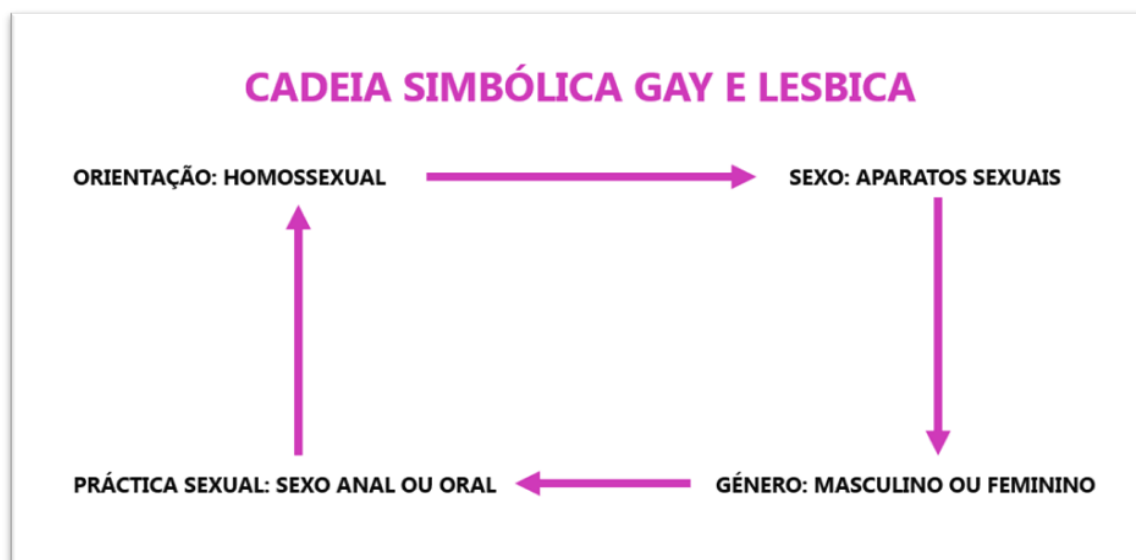 CADEIA SIMBÓLICA GAY E LESBICA
ORIENTAÇÃO: HOMOSSEXUAL
SEXO: APARATOS SEXUAIS
PRÁCTICA SEXUAL: SEXO ANAL OU ORAL
GÉNERO: MASCULINO OU FEMININO